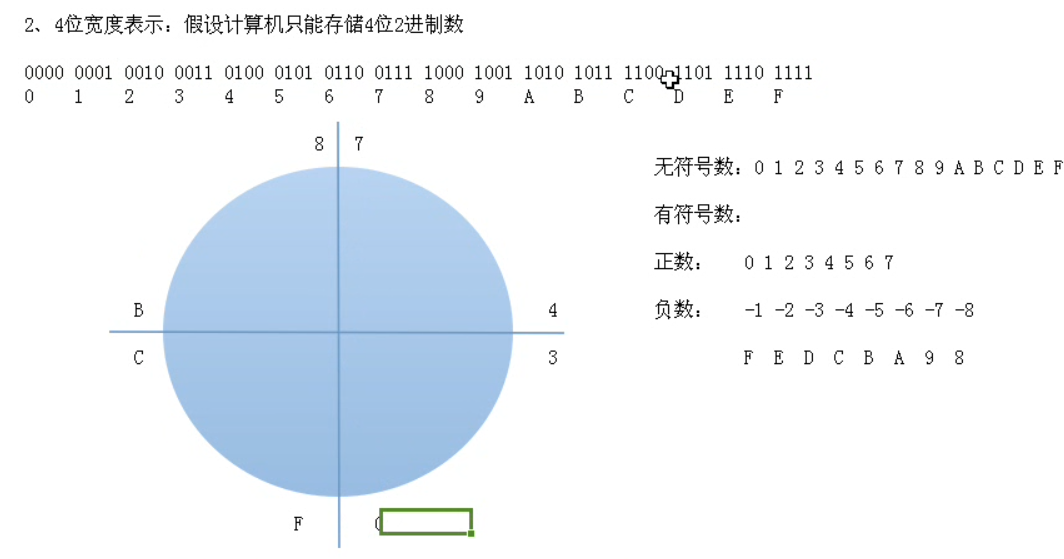 2、4位宽度表示：假设计算机只能存储4位2进制数
0000 0001 0010 0011 0100 0101 0110 0111 1000 1001 1010 1011 1100 1101 1110 1111
0 1 2 3 4 5 6 7 8 9 A B C D E F
8 7
无符号数：0 1 2 3 4 5 6 7 8 9 A B C D E F
有符号数：
正数： 0 1 2 3 4 5 6 7
B 4
负数： -1 -2 -3 -4 -5 -6 -7 -8
C 3
F E D C B A 9 8
F